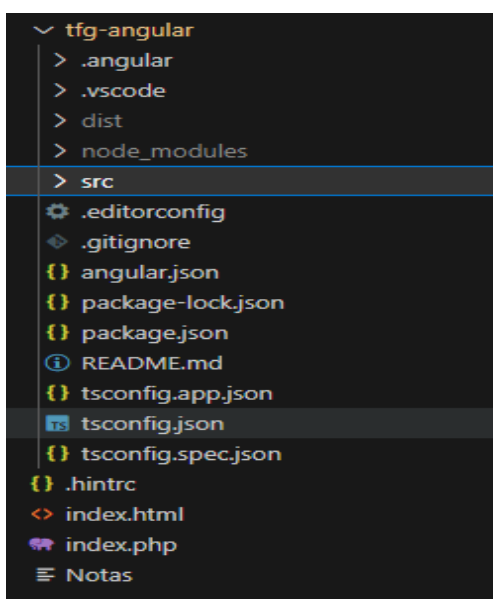 tfg-angular
.angular
.vscode
dist
node_modules
src
.editorconfig
.gitignore
angular.json
package-lock.json
package.json
README.md
tsconfig.app.json
TS tsconfig.json
tsconfig.spec.json
.hintrc
index.html
index.php
Notas